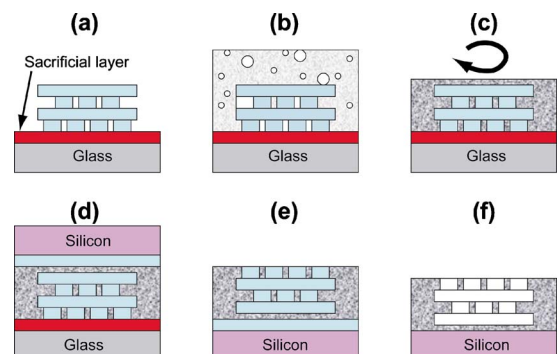 (a)
(b)
(c)
Sacrificial layer
Glass
Glass
Glass
(d)
(e)
(f)
Silicon
Glass
Silicon
Silicon